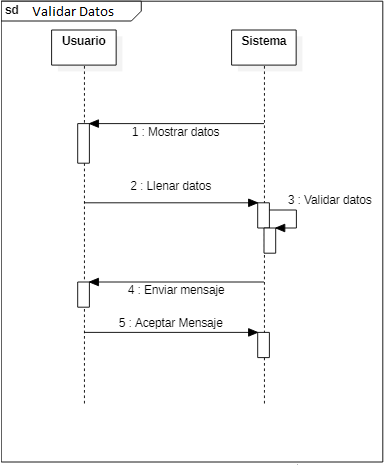 sd Validar Datos
Usuario Sistema
1 : Mostrar datos
2 : Llenar datos
3 : Validar datos
4 : Enviar mensaje
5 : Aceptar Mensaje